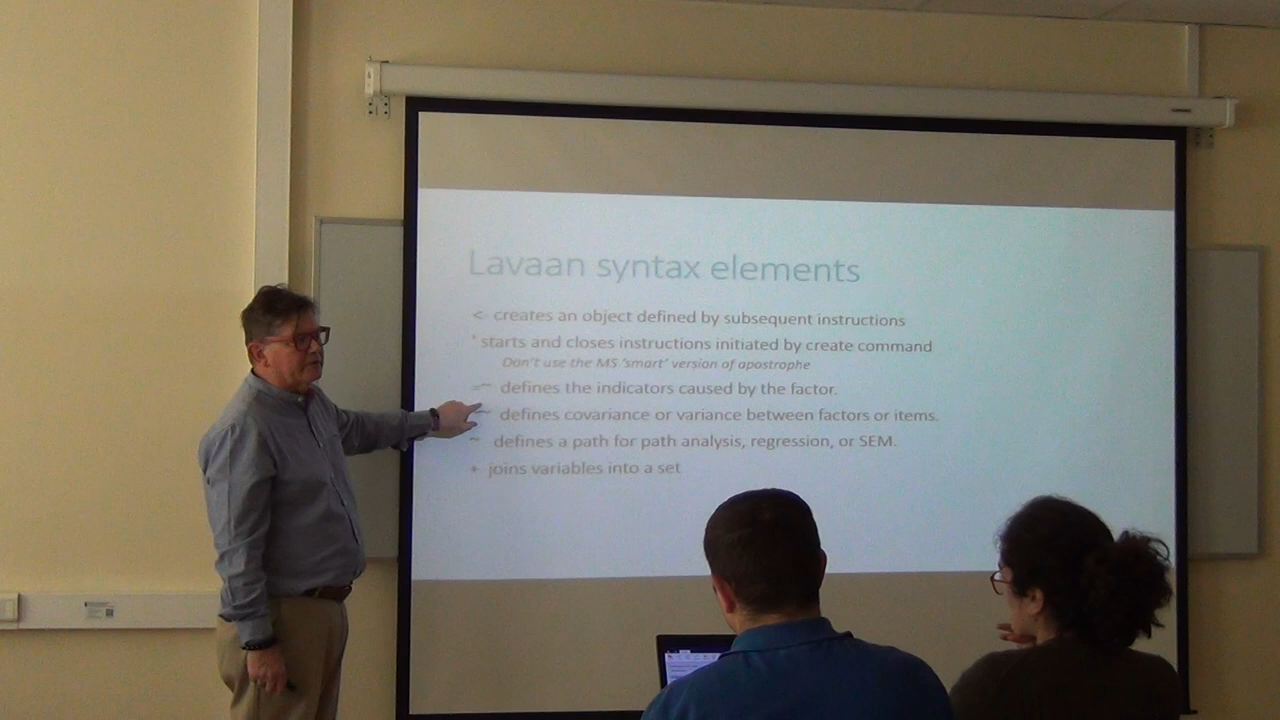 Lavaan syntax elements
<- creates an object defined by subsequent instructions
' starts and closes instructions initiated by create command
Don't use the MS 'smart' version of apostrophe
=~ defines the indicators caused by the factor.
defines covariance or variance between factors or items.
~ defines a path for path analysis, regression, or SEM.
+ joins variables into a set